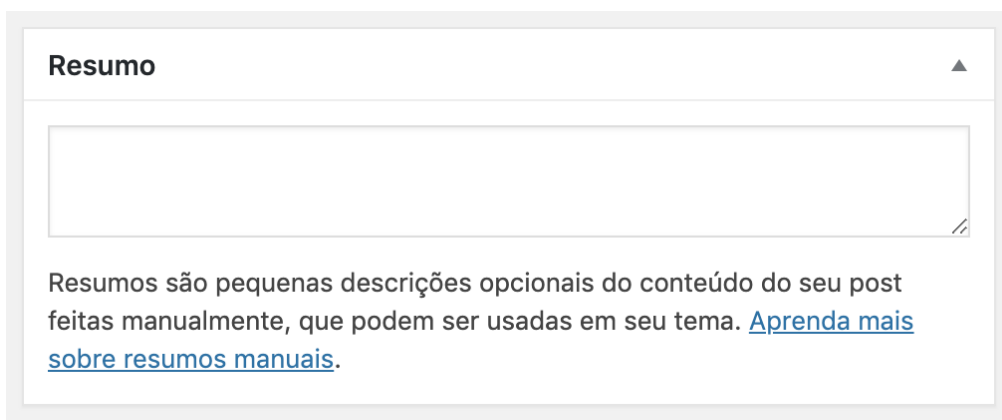 Resumo
Resumos são pequenas descrições opcionais do conteúdo do seu post
feitas manualmente, que podem ser usadas em seu tema. Aprenda mais
sobre resumos manuais.